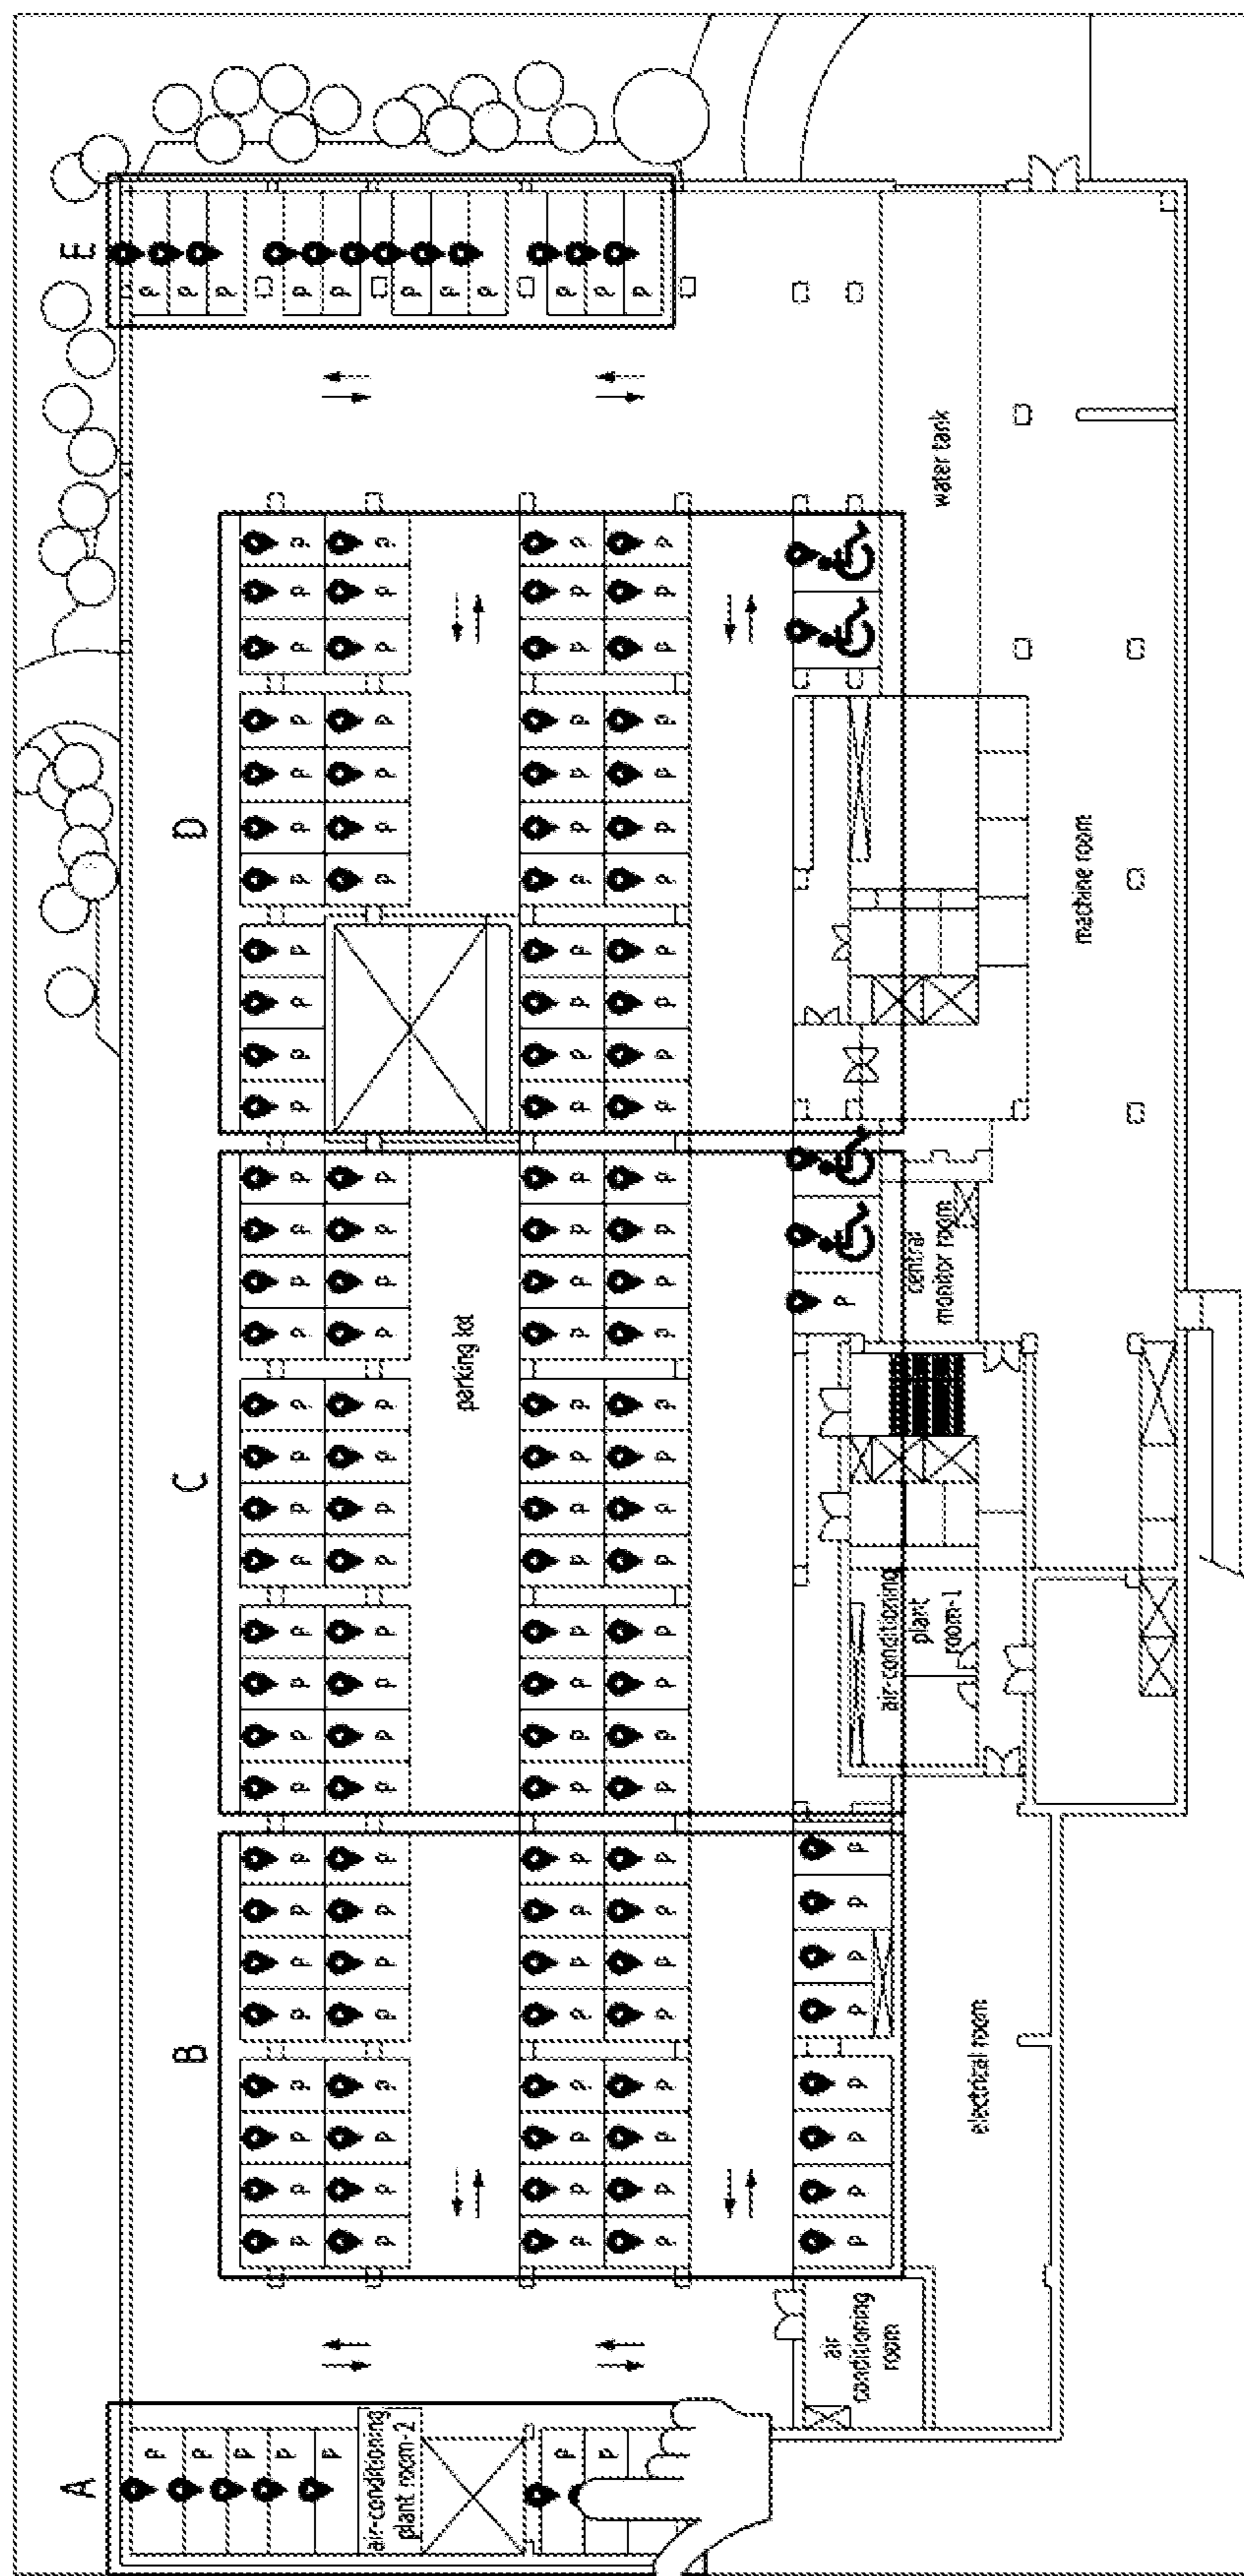 A
P
P
P
P
P
air-conditioning
plant room-2
P
P
B
P P P P P P P P
P P P P P P P P
P P P P P P P P
P P P P P P P P
P P P P P P P P
C
P P P P P P P P P P P P
P P P P P P P P P P P P
parking lot
P P P P P P P P P P P P
P P P P P P P P P P P P
P
D
P P P P P P P P P P P
P P P P P P P
P P P P P P P P P P P
P P P P P P P P P P P
E
P
P
P
P
P
P
P
P
P
P
P
air
conditioning
room
electrical room
air-conditioning
plant
room-1
central
monitor room
machine room
water tank